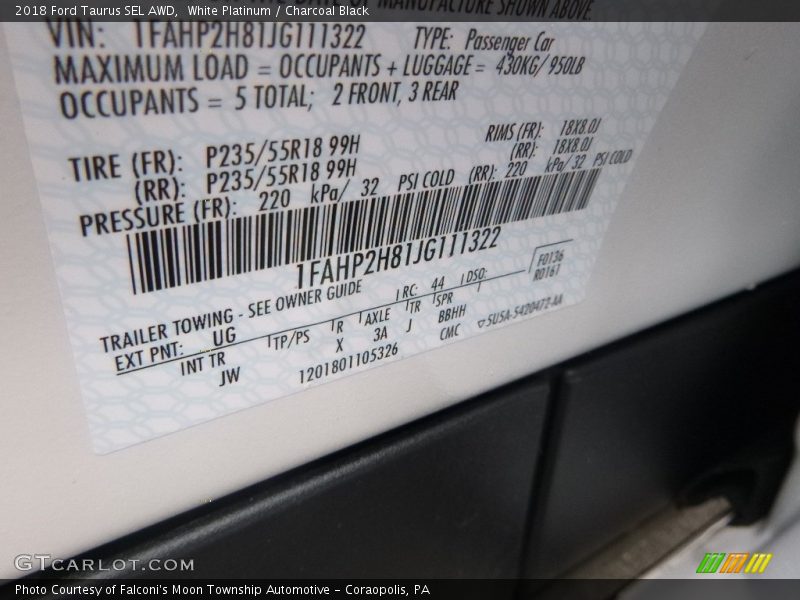 2018 Ford Taurus SEL AWD, White Platinum / Charcoal Black
MANUFACTURE SHOWN ABOVE.
VIN: 1FAHP2H81JG111322 TYPE: Passenger Car
MAXIMUM LOAD = OCCUPANTS + LUGGAGE = 430KG/950LB
OCCUPANTS = 5 TOTAL; 2 FRONT, 3 REAR
TIRE (FR): P235/55R18 99H RIMS (FR): 18X8.0J
(RR): P235/55R18 99H (RR): 18X8.0J
PRESSURE (FR): 220 kPa/ 32 PSI COLD (RR): 220 kPa/ 32 PSI COLD
1FAHP2H81JG111322
TRAILER TOWING - SEE OWNER GUIDE RC: 44 DSO: F0136
EXT PNT: UG R0161
INT TR TP/PS R AXLE TR SPR
JW X 3A J BBHH
1201801105326 CMC 5U5A-5420472-AA
GTCARLOT.COM
Photo Courtesy of Falconi's Moon Township Automotive – Coraopolis, PA